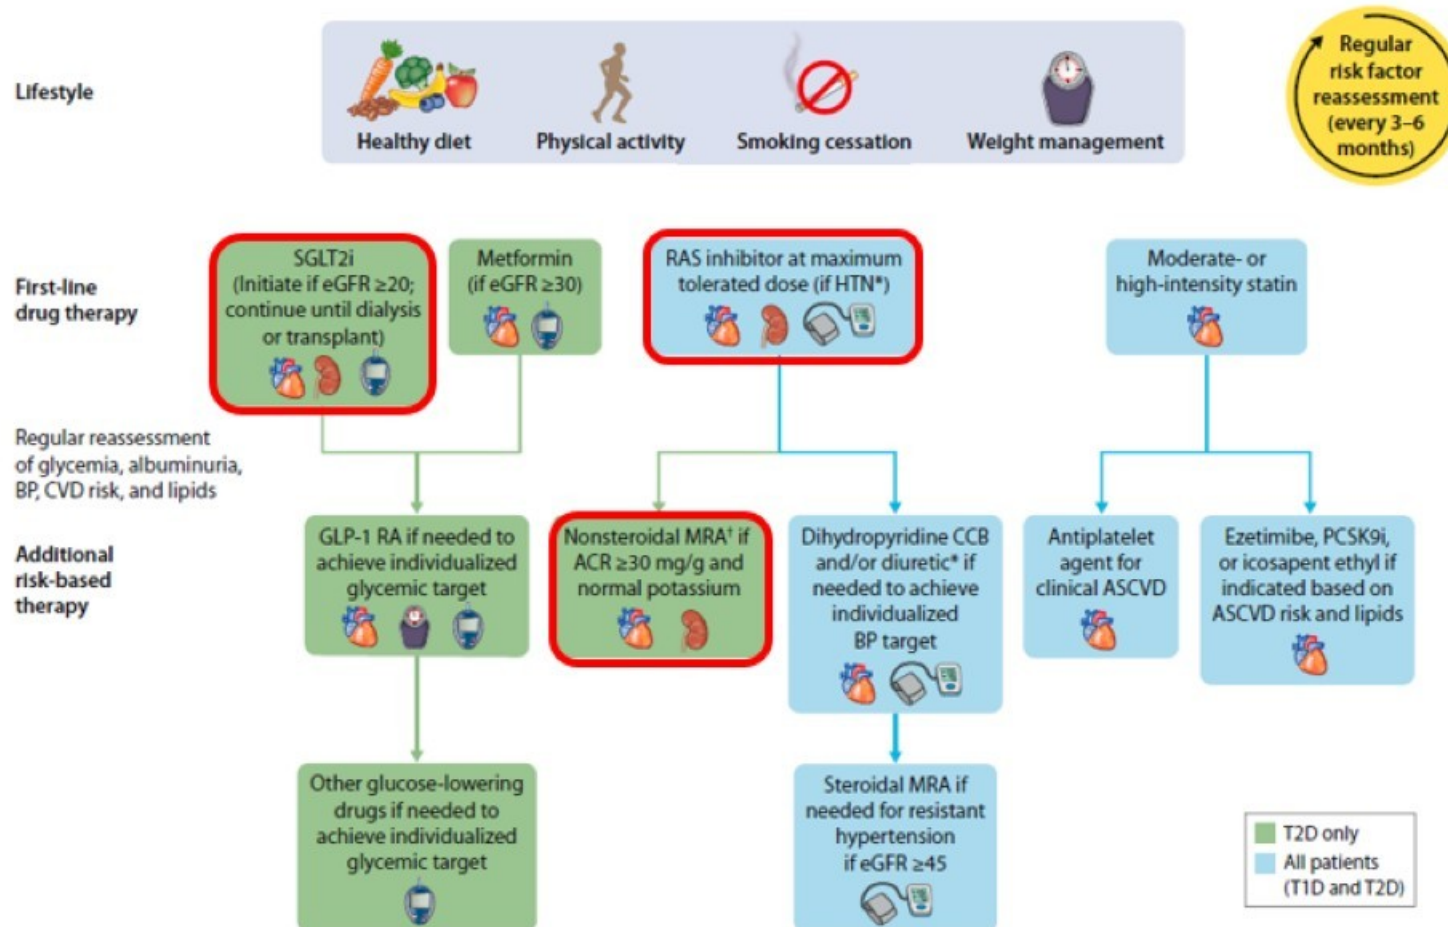 Lifestyle
Healthy diet
Physical activity
Smoking cessation
Weight management
Regular
risk factor
reassessment
(every 3–6
months)
First-line
drug therapy
SGLT2i
(Initiate if eGFR ≥20;
continue until dialysis
or transplant)
Metformin
(if eGFR ≥30)
RAS inhibitor at maximum
tolerated dose (if HTN*)
Moderate- or
high-intensity statin
Regular reassessment
of glycemia, albuminuria,
BP, CVD risk, and lipids
Additional
risk-based
therapy
GLP-1 RA if needed to
achieve individualized
glycemic target
Nonsteroidal MRA† if
ACR ≥30 mg/g and
normal potassium
Dihydropyridine CCB
and/or diuretic* if
needed to achieve
individualized
BP target
Antiplatelet
agent for
clinical ASCVD
Ezetimibe, PCSK9i,
or icosapent ethyl if
indicated based on
ASCVD risk and lipids
Other glucose-lowering
drugs if needed to
achieve individualized
glycemic target
Steroidal MRA if
needed for resistant
hypertension
if eGFR ≥45
T2D only
All patients
(T1D and T2D)